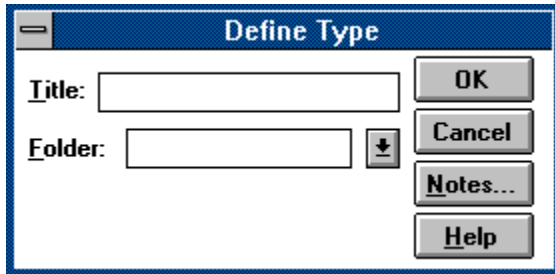 Define Type
Title:
OK
Folder:
Cancel
Notes...
Help